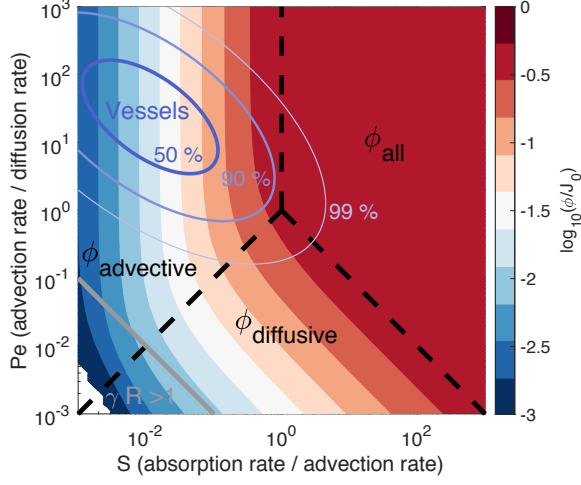 10³
10²
10¹
10⁰
10⁻¹
10⁻²
10⁻³
Pe (advection rate / diffusion rate)
Vessels
50 %
90 %
99 %
ϕall
ϕadvective
ϕdiffusive
γ R >1
10⁻²
10⁰
10²
S (absorption rate / advection rate)
0
-0.5
-1
-1.5
-2
-2.5
-3
log₁₀(ϕ/J₀)